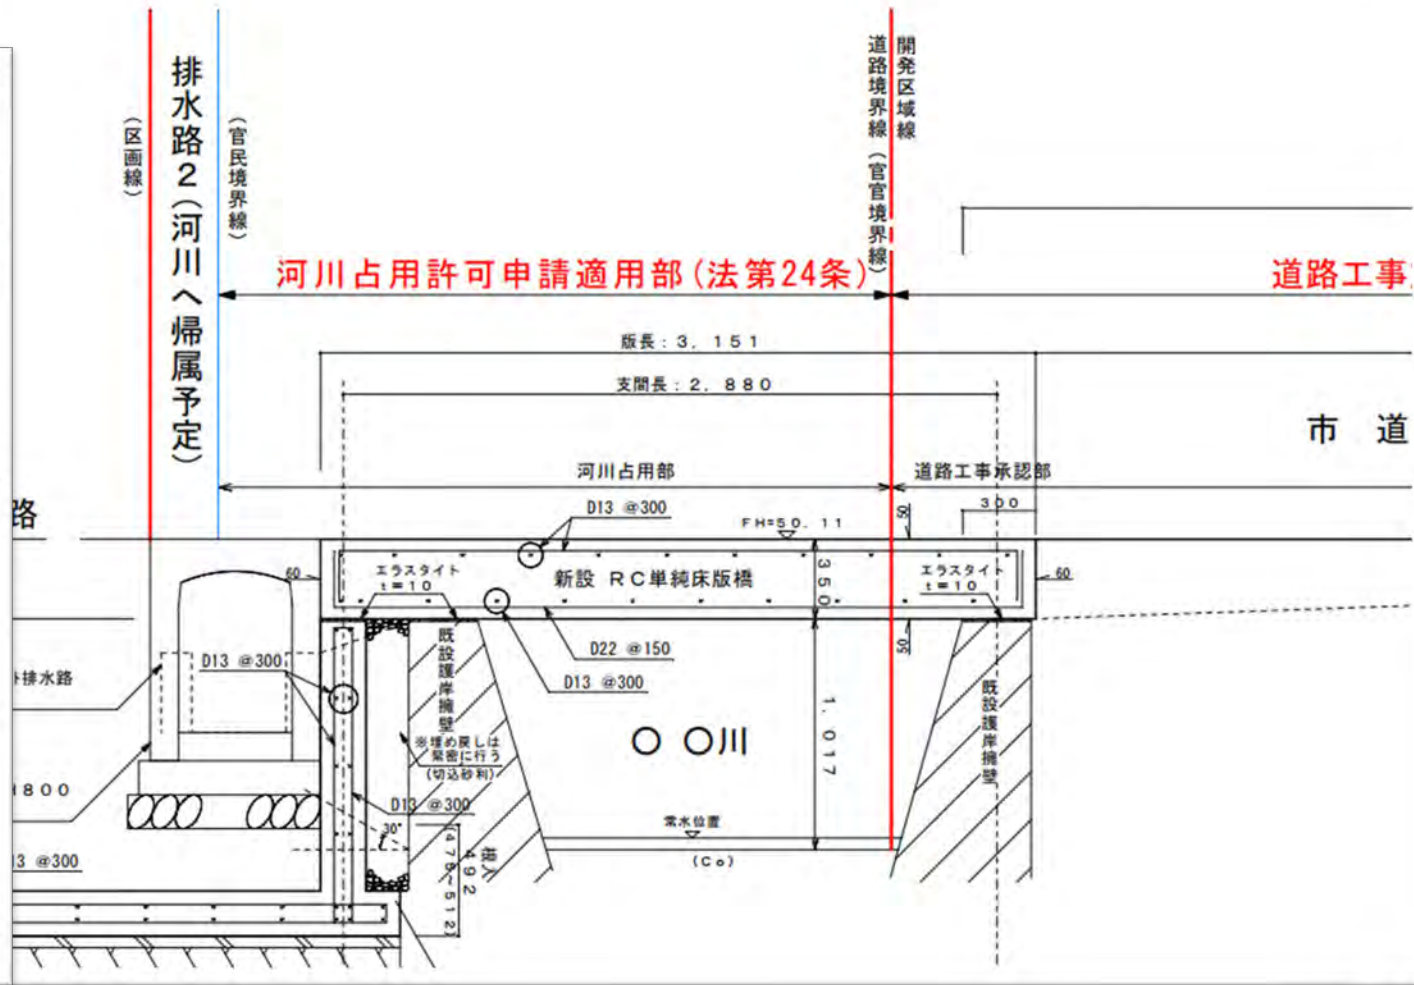 (区画線)
排水路2(河川へ帰属予定)
(官民境界線)
道路境界線(官官境界線)
開発区域線
河川占用許可申請適用部(法第24条)
道路工事
版長:3,151
支間長:2,880
市 道
河川占用部
道路工事承認部
路
D13 @300
FH=50.11
50
300
60
エラスタイト
t=10
新設 RC単純床版橋
350
エラスタイト
t=10
60
D13 @300
既設護岸擁壁
D22 @150
D13 @300
50
排水路
○ ○川
1,017
既設護岸擁壁
※埋め戻しは
緊密に行う
(切込砂利)
800
D13 @300
常水位置
30°
根入
492
(476~512)
(Co)
13 @300